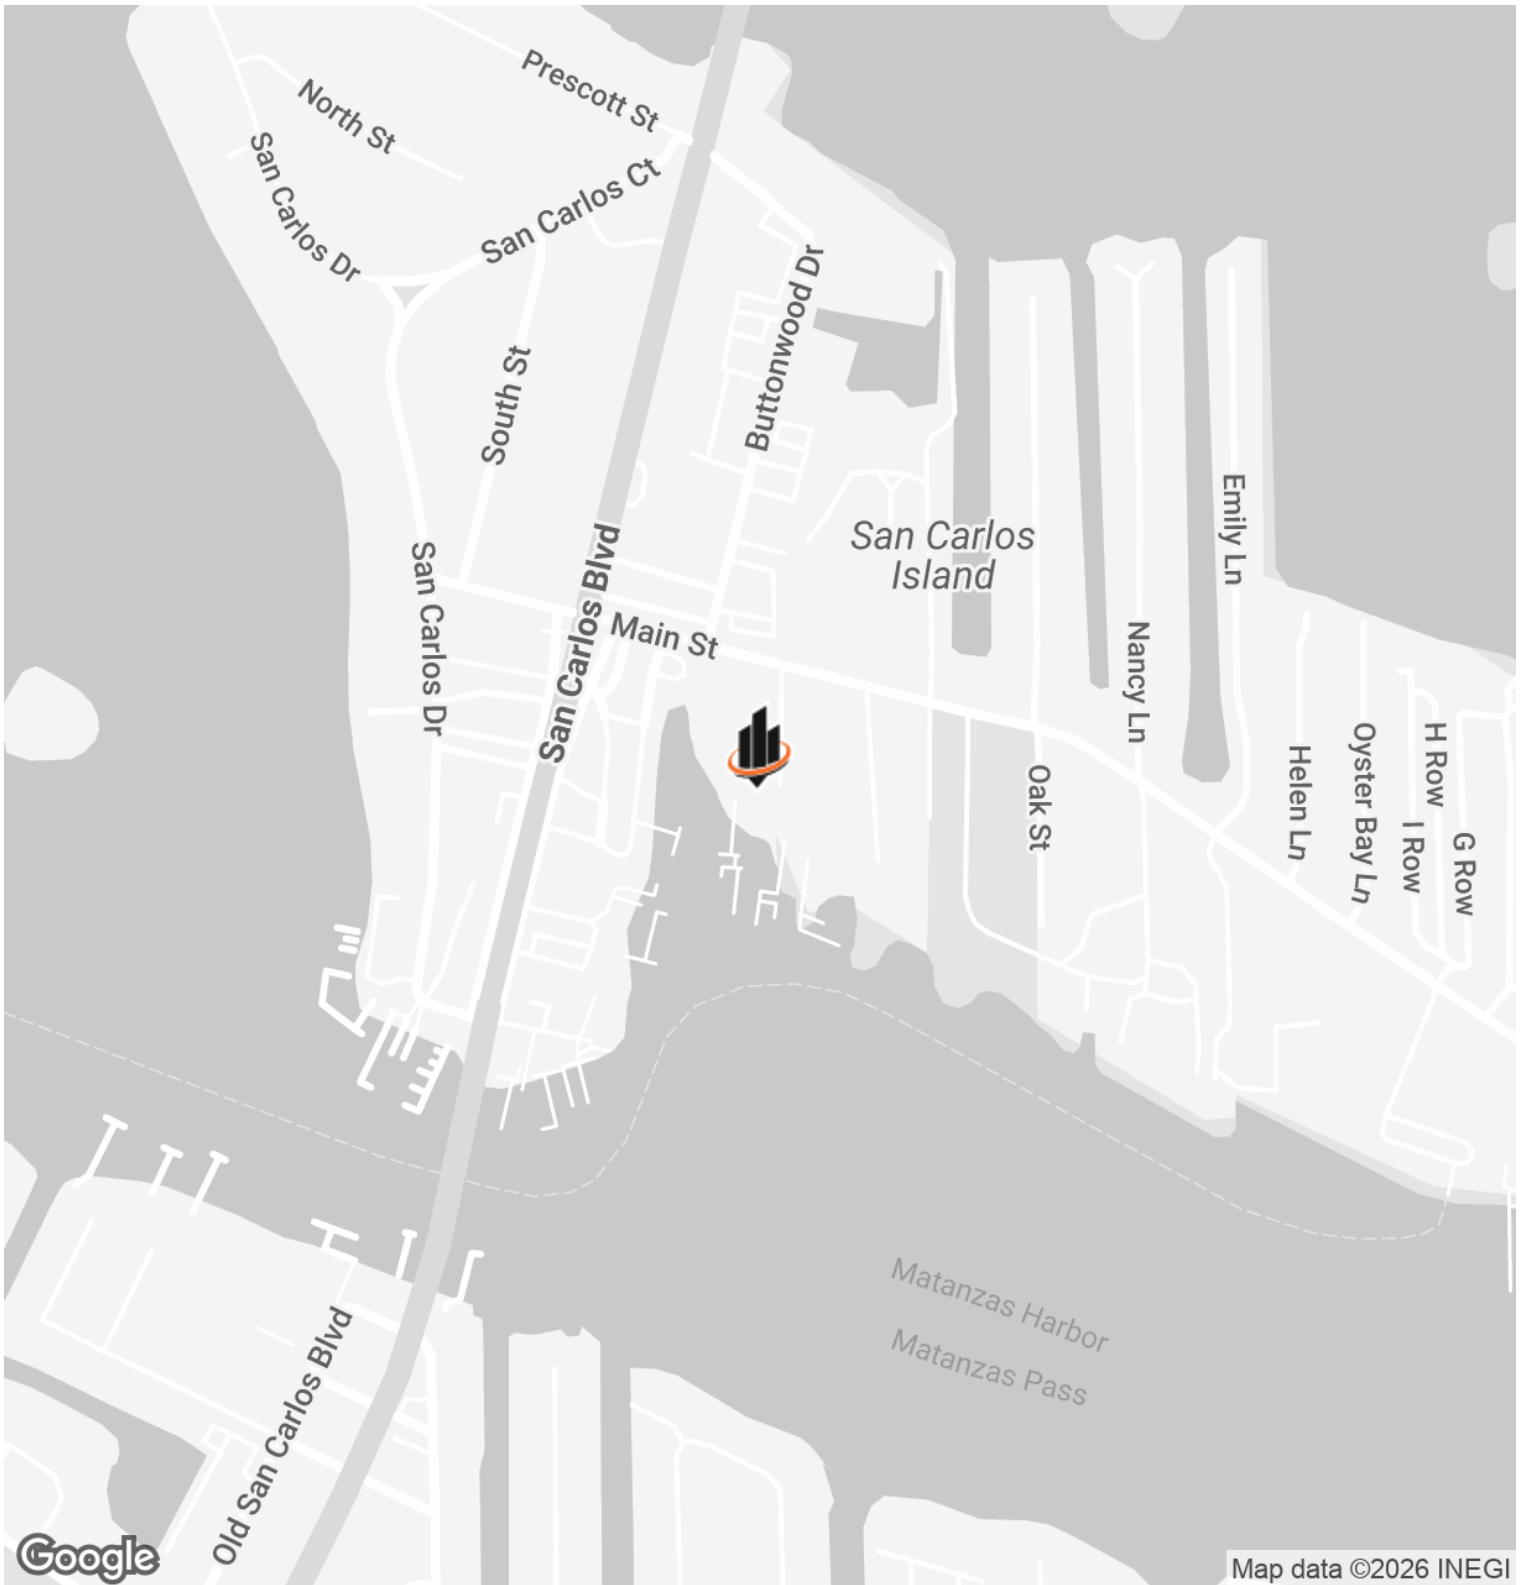 Prescott St
North St
San Carlos Dr
San Carlos Ct
Buttonwood Dr
South St
San Carlos
Island
Emily Ln
San Carlos Blvd
San Carlos Dr
Main St
Nancy Ln
Oak St
Helen Ln
Oyster Bay Ln
H Row
I Row
G Row
Matanzas Harbor
Matanzas Pass
Old San Carlos Blvd
Google
Map data ©2026 INEGI